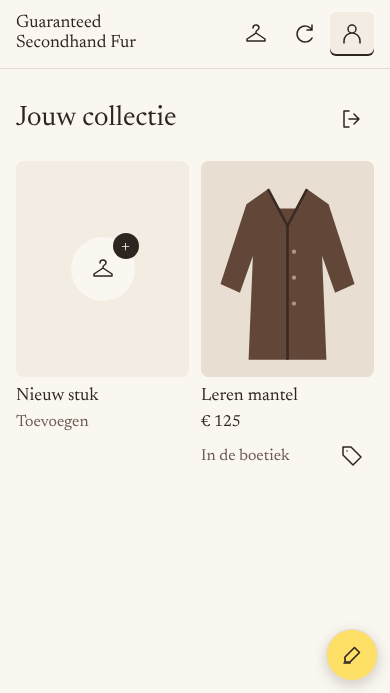 Guaranteed
Secondhand Fur
Jouw collectie
Nieuw stuk
Toevoegen
Leren mantel
€ 125
In de boetiek